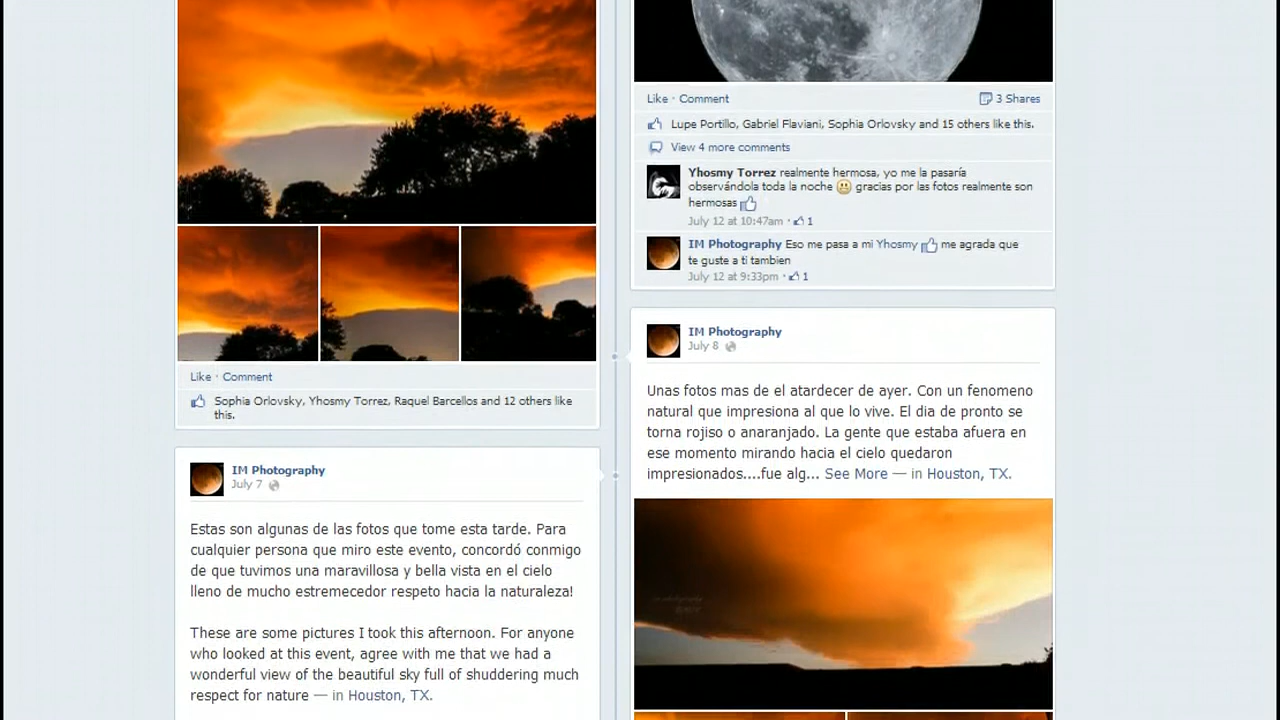 Like · Comment
Sophia Orlovsky, Yhosmy Torrez, Raquel Barcellos and 12 others like
this.
IM Photography
July 7
Estas son algunas de las fotos que tome esta tarde. Para
cualquier persona que miro este evento, concordó conmigo
de que tuvimos una maravillosa y bella vista en el cielo
lleno de mucho estremecedor respeto hacia la naturaleza!
These are some pictures I took this afternoon. For anyone
who looked at this event, agree with me that we had a
wonderful view of the beautiful sky full of shuddering much
respect for nature — in Houston, TX.
Like · Comment
3 Shares
Lupe Portillo, Gabriel Flaviani, Sophia Orlovsky and 15 others like this.
View 4 more comments
Yhosmy Torrez realmente hermosa, yo me la pasaría
observándola toda la noche gracias por las fotos realmente son
hermosas
July 12 at 10:47am · 1
IM Photography Eso me pasa a mi Yhosmy me agrada que
te guste a ti tambien
July 12 at 9:33pm · 1
IM Photography
July 8
Unas fotos mas de el atardecer de ayer. Con un fenomeno
natural que impresiona al que lo vive. El dia de pronto se
torna rojiso o anaranjado. La gente que estaba afuera en
ese momento mirando hacia el cielo quedaron
impresionados....fue alg... See More — in Houston, TX.